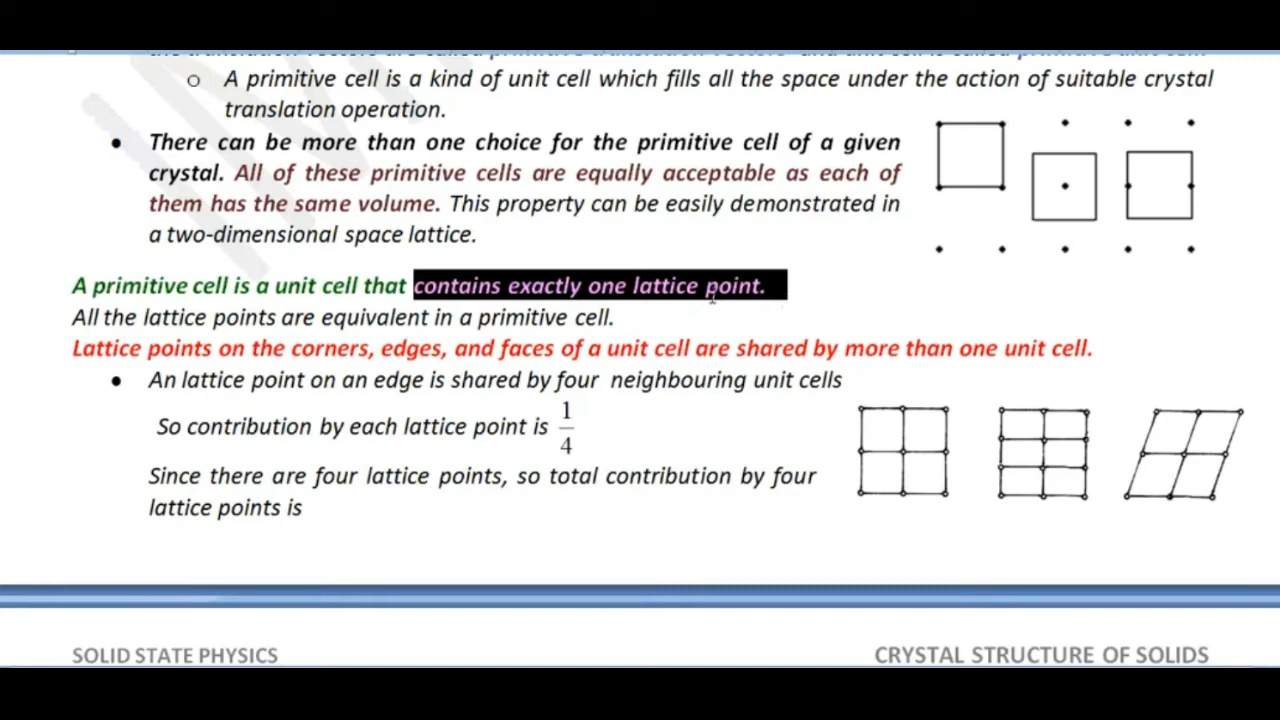 o A primitive cell is a kind of unit cell which fills all the space under the action of suitable crystal
translation operation.
• There can be more than one choice for the primitive cell of a given
crystal. All of these primitive cells are equally acceptable as each of
them has the same volume. This property can be easily demonstrated in
a two-dimensional space lattice.
A primitive cell is a unit cell that contains exactly one lattice point.
All the lattice points are equivalent in a primitive cell.
Lattice points on the corners, edges, and faces of a unit cell are shared by more than one unit cell.
• An lattice point on an edge is shared by four neighbouring unit cells
So contribution by each lattice point is 1/4
Since there are four lattice points, so total contribution by four
lattice points is
SOLID STATE PHYSICS
CRYSTAL STRUCTURE OF SOLIDS